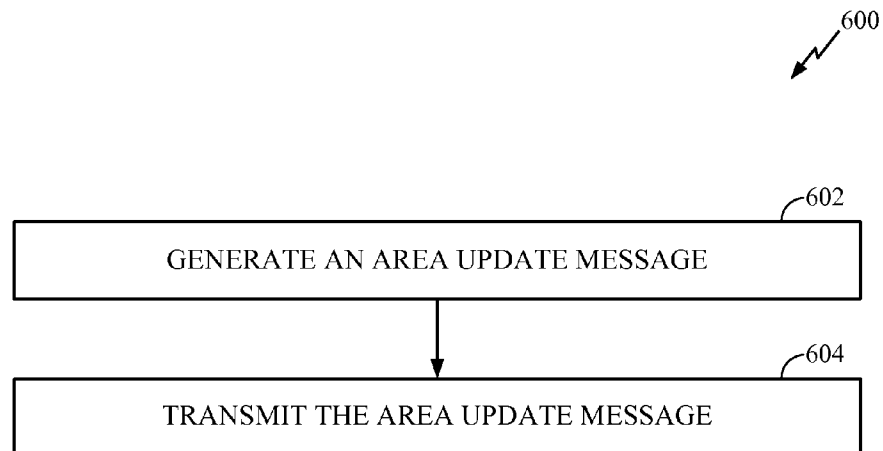 600
602
GENERATE AN AREA UPDATE MESSAGE
604
TRANSMIT THE AREA UPDATE MESSAGE